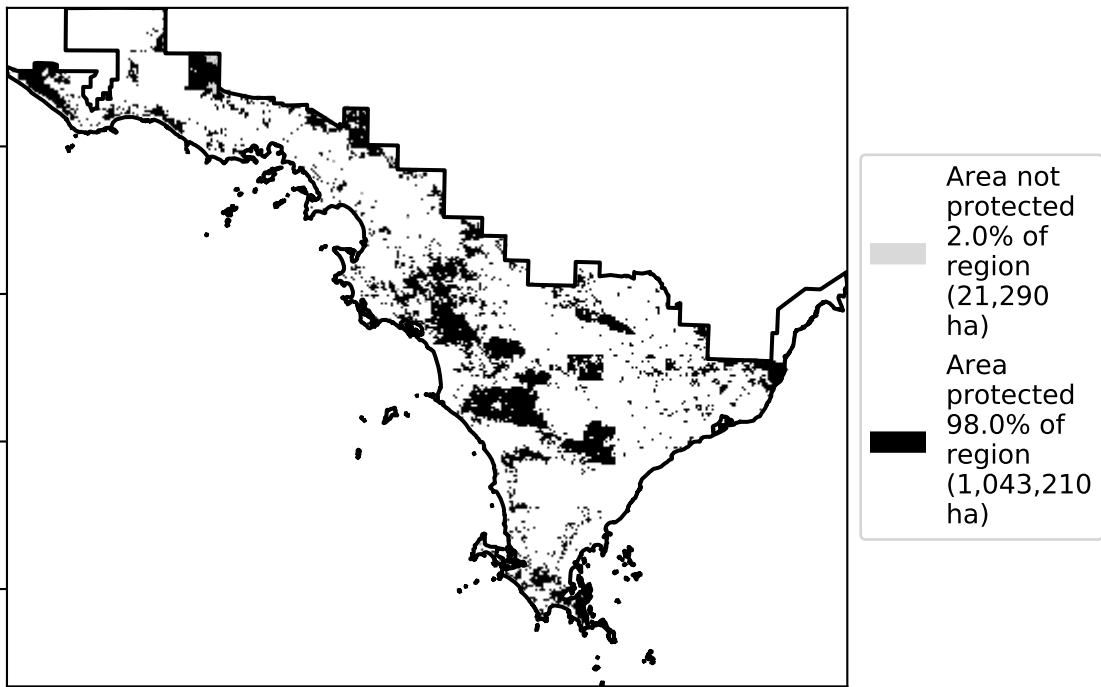 Area not
protected
2.0% of
region
(21,290
ha)
Area
protected
98.0% of
region
(1,043,210
ha)